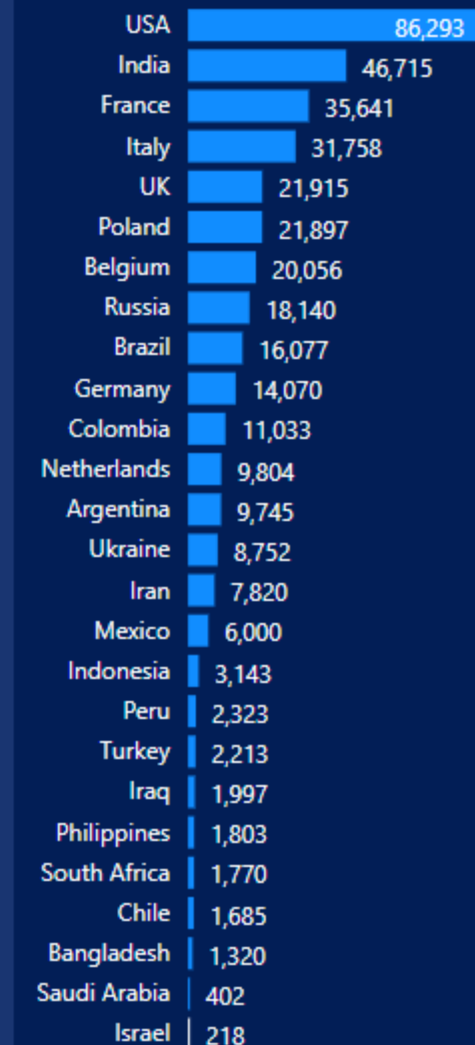 USA 86,293
India 46,715
France 35,641
Italy 31,758
UK 21,915
Poland 21,897
Belgium 20,056
Russia 18,140
Brazil 16,077
Germany 14,070
Colombia 11,033
Netherlands 9,804
Argentina 9,745
Ukraine 8,752
Iran 7,820
Mexico 6,000
Indonesia 3,143
Peru 2,323
Turkey 2,213
Iraq 1,997
Philippines 1,803
South Africa 1,770
Chile 1,685
Bangladesh 1,320
Saudi Arabia 402
Israel 218